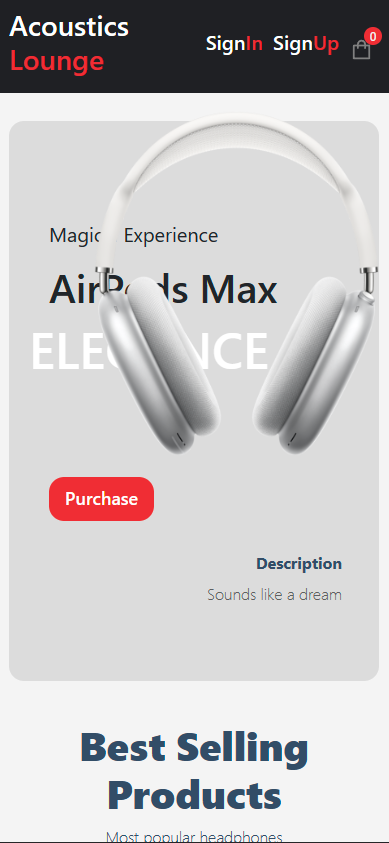 Acoustics
Lounge
SignIn SignUp 0
Magic Experience
AirPods Max
ELEGANCE
Purchase
Description
Sounds like a dream
Best Selling
Products
Most popular headphones